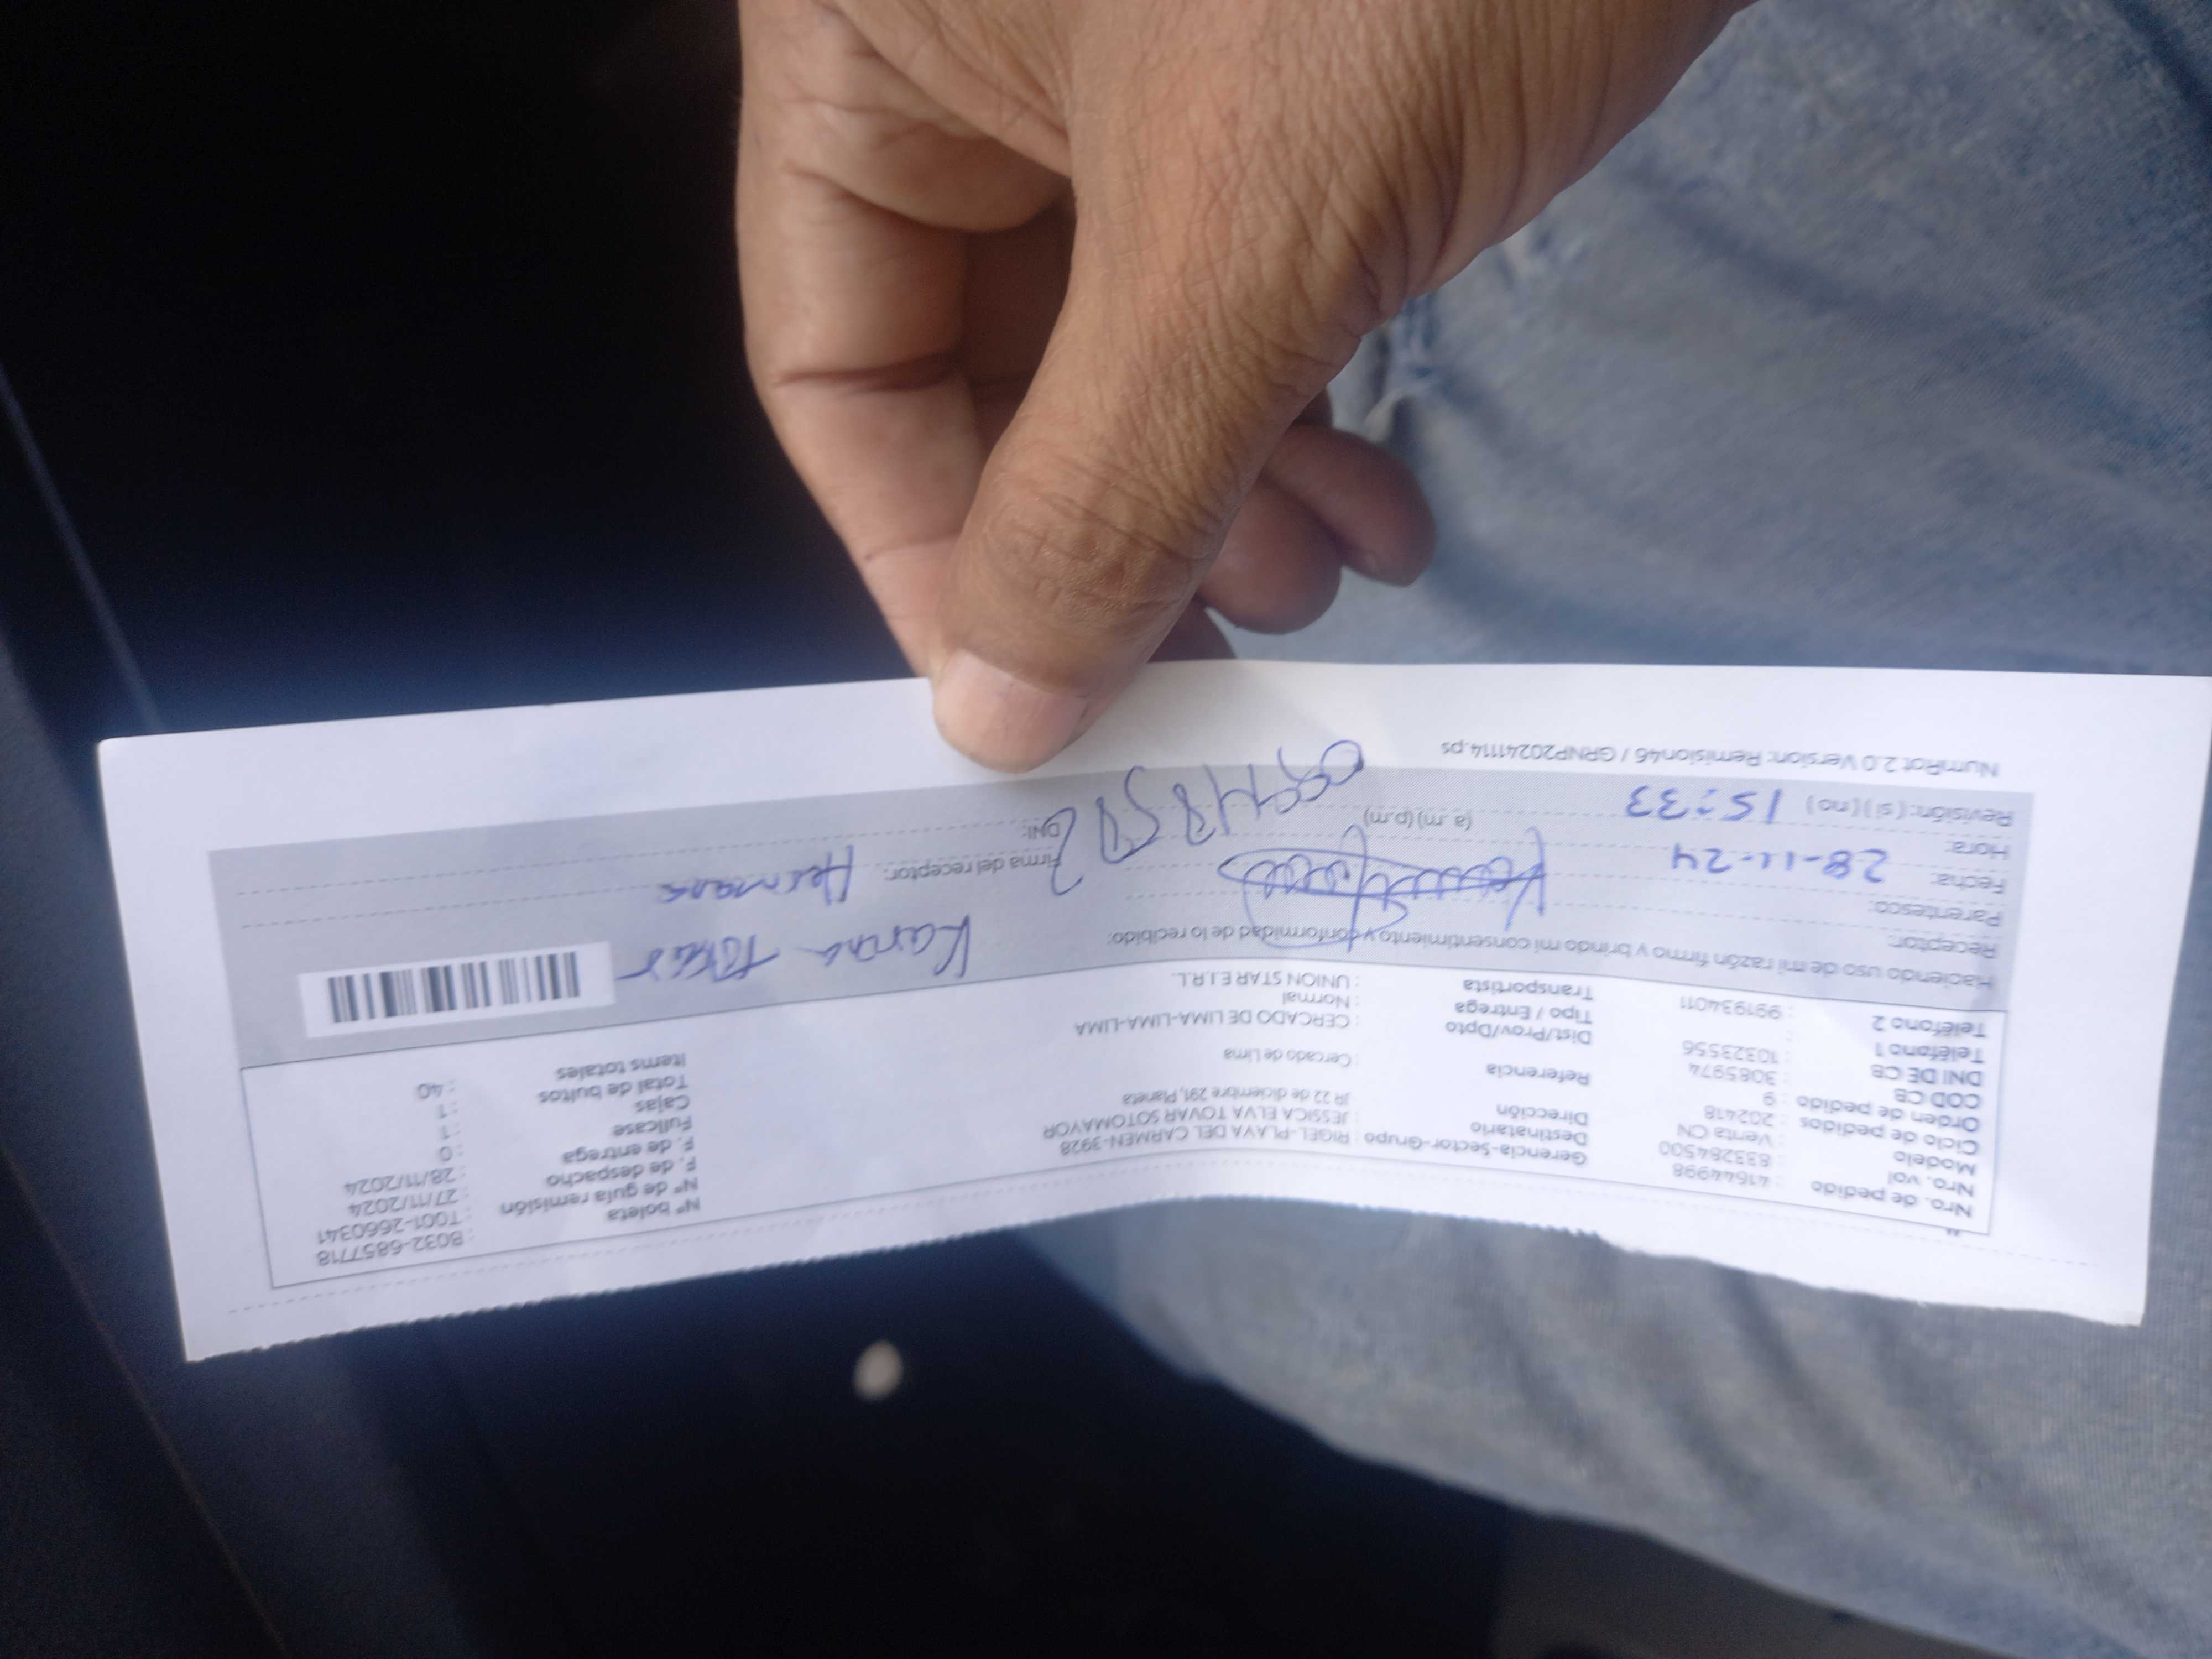 Nro. de pedido : 41644998
Nro. vol : 833284500
Modelo : Venta CN
Ciclo de pedidos : 202418
Orden de pedido : 9
COD CB : 3085974
DNI DE CB : 10323556
Teléfono 1 :
Teléfono 2 : 991934011
Gerencia-Sector-Grupo : RIGEL-PLAYA DEL CARMEN-3928
Destinatario : JESSICA ELVA TOVAR SOTOMAYOR
Dirección : JR 22 de diciembre 291, Planeta
Referencia : Cercado de Lima
Dist/Prov/Dpto : CERCADO DE LIMA-LIMA-LIMA
Tipo / Entrega : Normal
Transportista : UNION STAR E.I.R.L.
N° boleta : B032-6857718
N° de guía remisión : T001-2660341
F. de despacho : 27/11/2024
F. de entrega : 28/11/2024
Fullcase : 0
Cajas : 1
Total de bultos : 1
Items totales : 40
Haciendo uso de mi razón firmo y brindo mi consentimiento y conformidad de lo recibido:
Receptor: Karina Tovar
Parentesco: Hermana
Fecha: 28-11-24
Firma del receptor:
Hora: 15:33 (a.m) (p.m)
DNI:
Revisión: ( si ) ( no )
NumRot 2.0 Version: Remision46 / GRNP20241114.ps